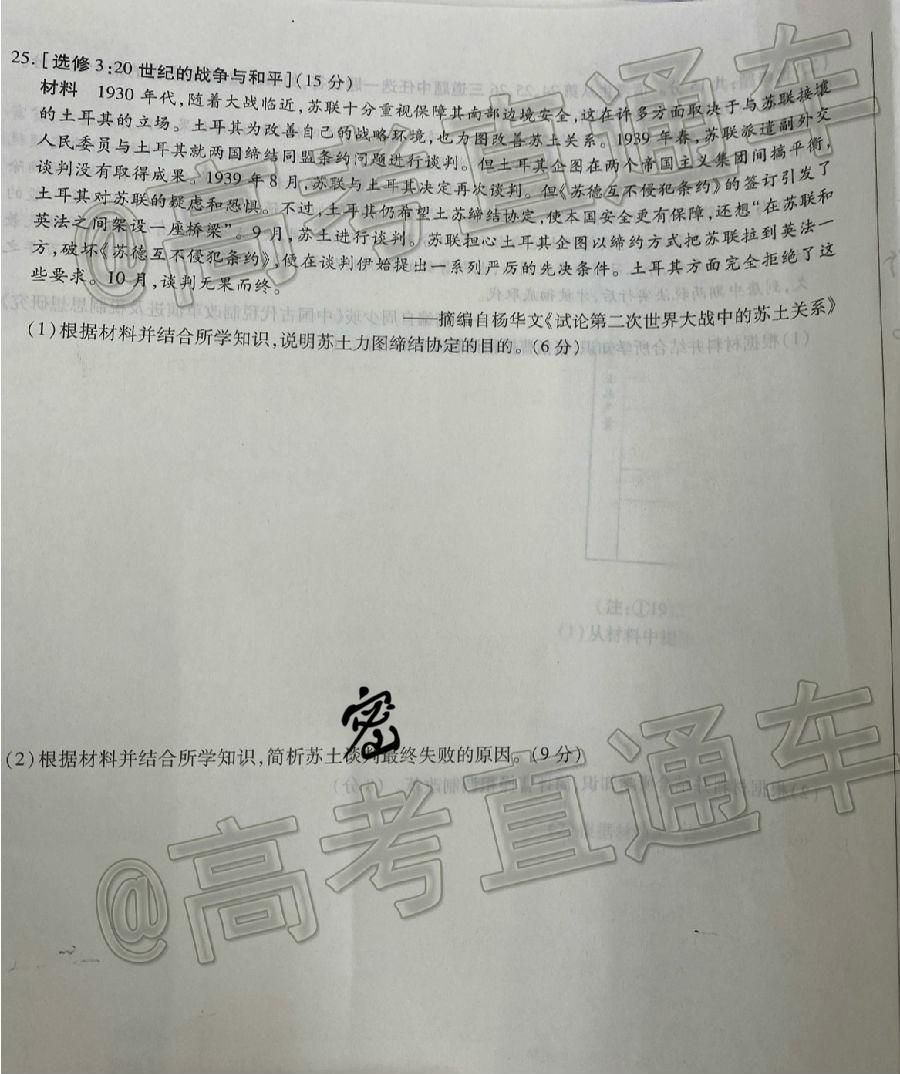 25.[选修3:20世纪的战争与和平](15分)
材料 1930年代,随着大战临近,苏联十分重视保障其南部边境安全,这在许多方面取决于与苏联接壤
的土耳其的立场。土耳其为改善自己的战略环境,也力图改善苏土关系。1939年春,苏联派遣副外交
人民委员与土耳其就两国缔结同盟条约问题进行谈判。但土耳其企图在两个帝国主义集团间搞平衡,
谈判没有取得成果。1939年8月,苏联与土耳其决定再次谈判。但《苏德互不侵犯条约》的签订引发了
土耳其对苏联的疑虑和恐惧。不过,土耳其仍希望土苏缔结协定,使本国安全更有保障,还想“在苏联和
英法之间架设一座桥梁”。9月,苏土进行谈判。苏联担心土耳其企图以缔约方式把苏联拉到英法一
方,破坏《苏德互不侵犯条约》,便在谈判伊始提出一系列严厉的先决条件。土耳其方面完全拒绝了这
些要求。10月,谈判无果而终。
——摘编自杨华文《试论第二次世界大战中的苏土关系》
(1)根据材料并结合所学知识,说明苏土力图缔结协定的目的。(6分)
密
(2)根据材料并结合所学知识,简析苏土谈判最终失败的原因。(9分)
@高考直通车
@高考直通车